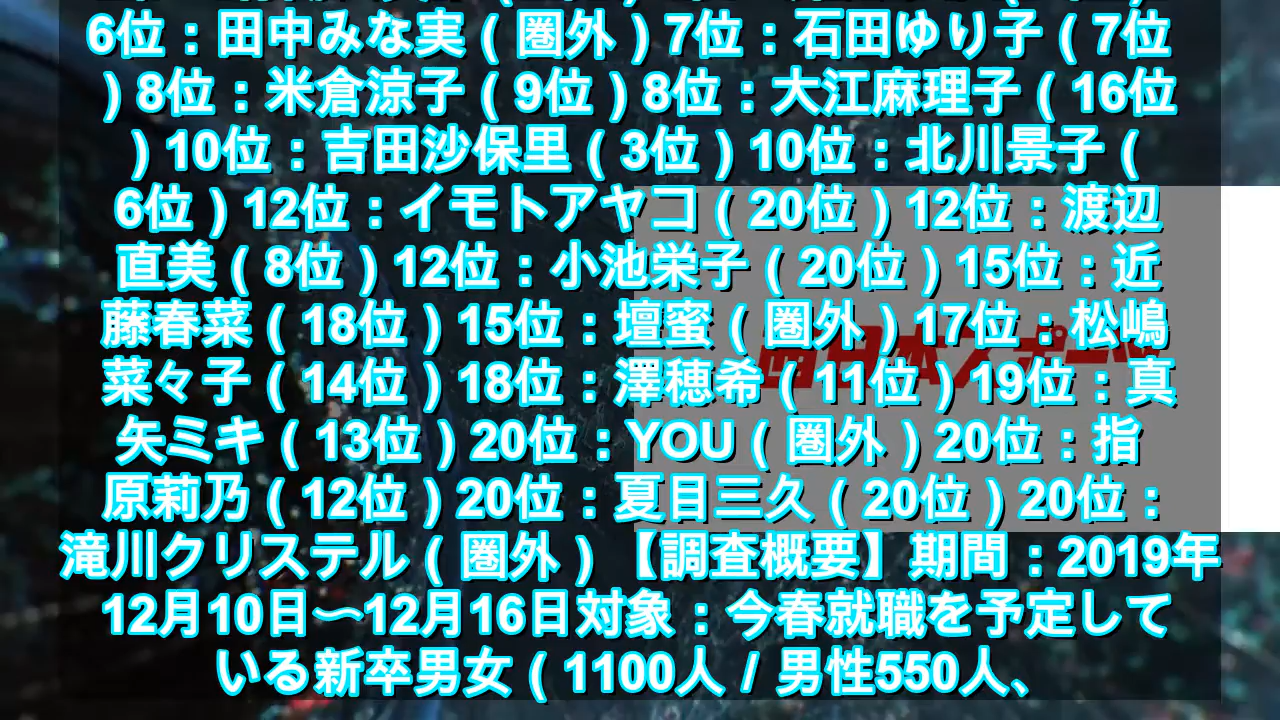 6位：田中みな実（圏外）7位：石田ゆり子（7位
）8位：米倉涼子（9位）8位：大江麻理子（16位
）10位：吉田沙保里（3位）10位：北川景子（
6位）12位：イモトアヤコ（20位）12位：渡辺
直美（8位）12位：小池栄子（20位）15位：近
藤春菜（18位）15位：壇蜜（圏外）17位：松嶋
菜々子（14位）18位：澤穂希（11位）19位：真
矢ミキ（13位）20位：YOU（圏外）20位：指
原莉乃（12位）20位：夏目三久（20位）20位：
滝川クリステル（圏外）【調査概要】期間：2019年
12月10日〜12月16日対象：今春就職を予定して
いる新卒男女（1100人 / 男性550人、
西日本スポーツ